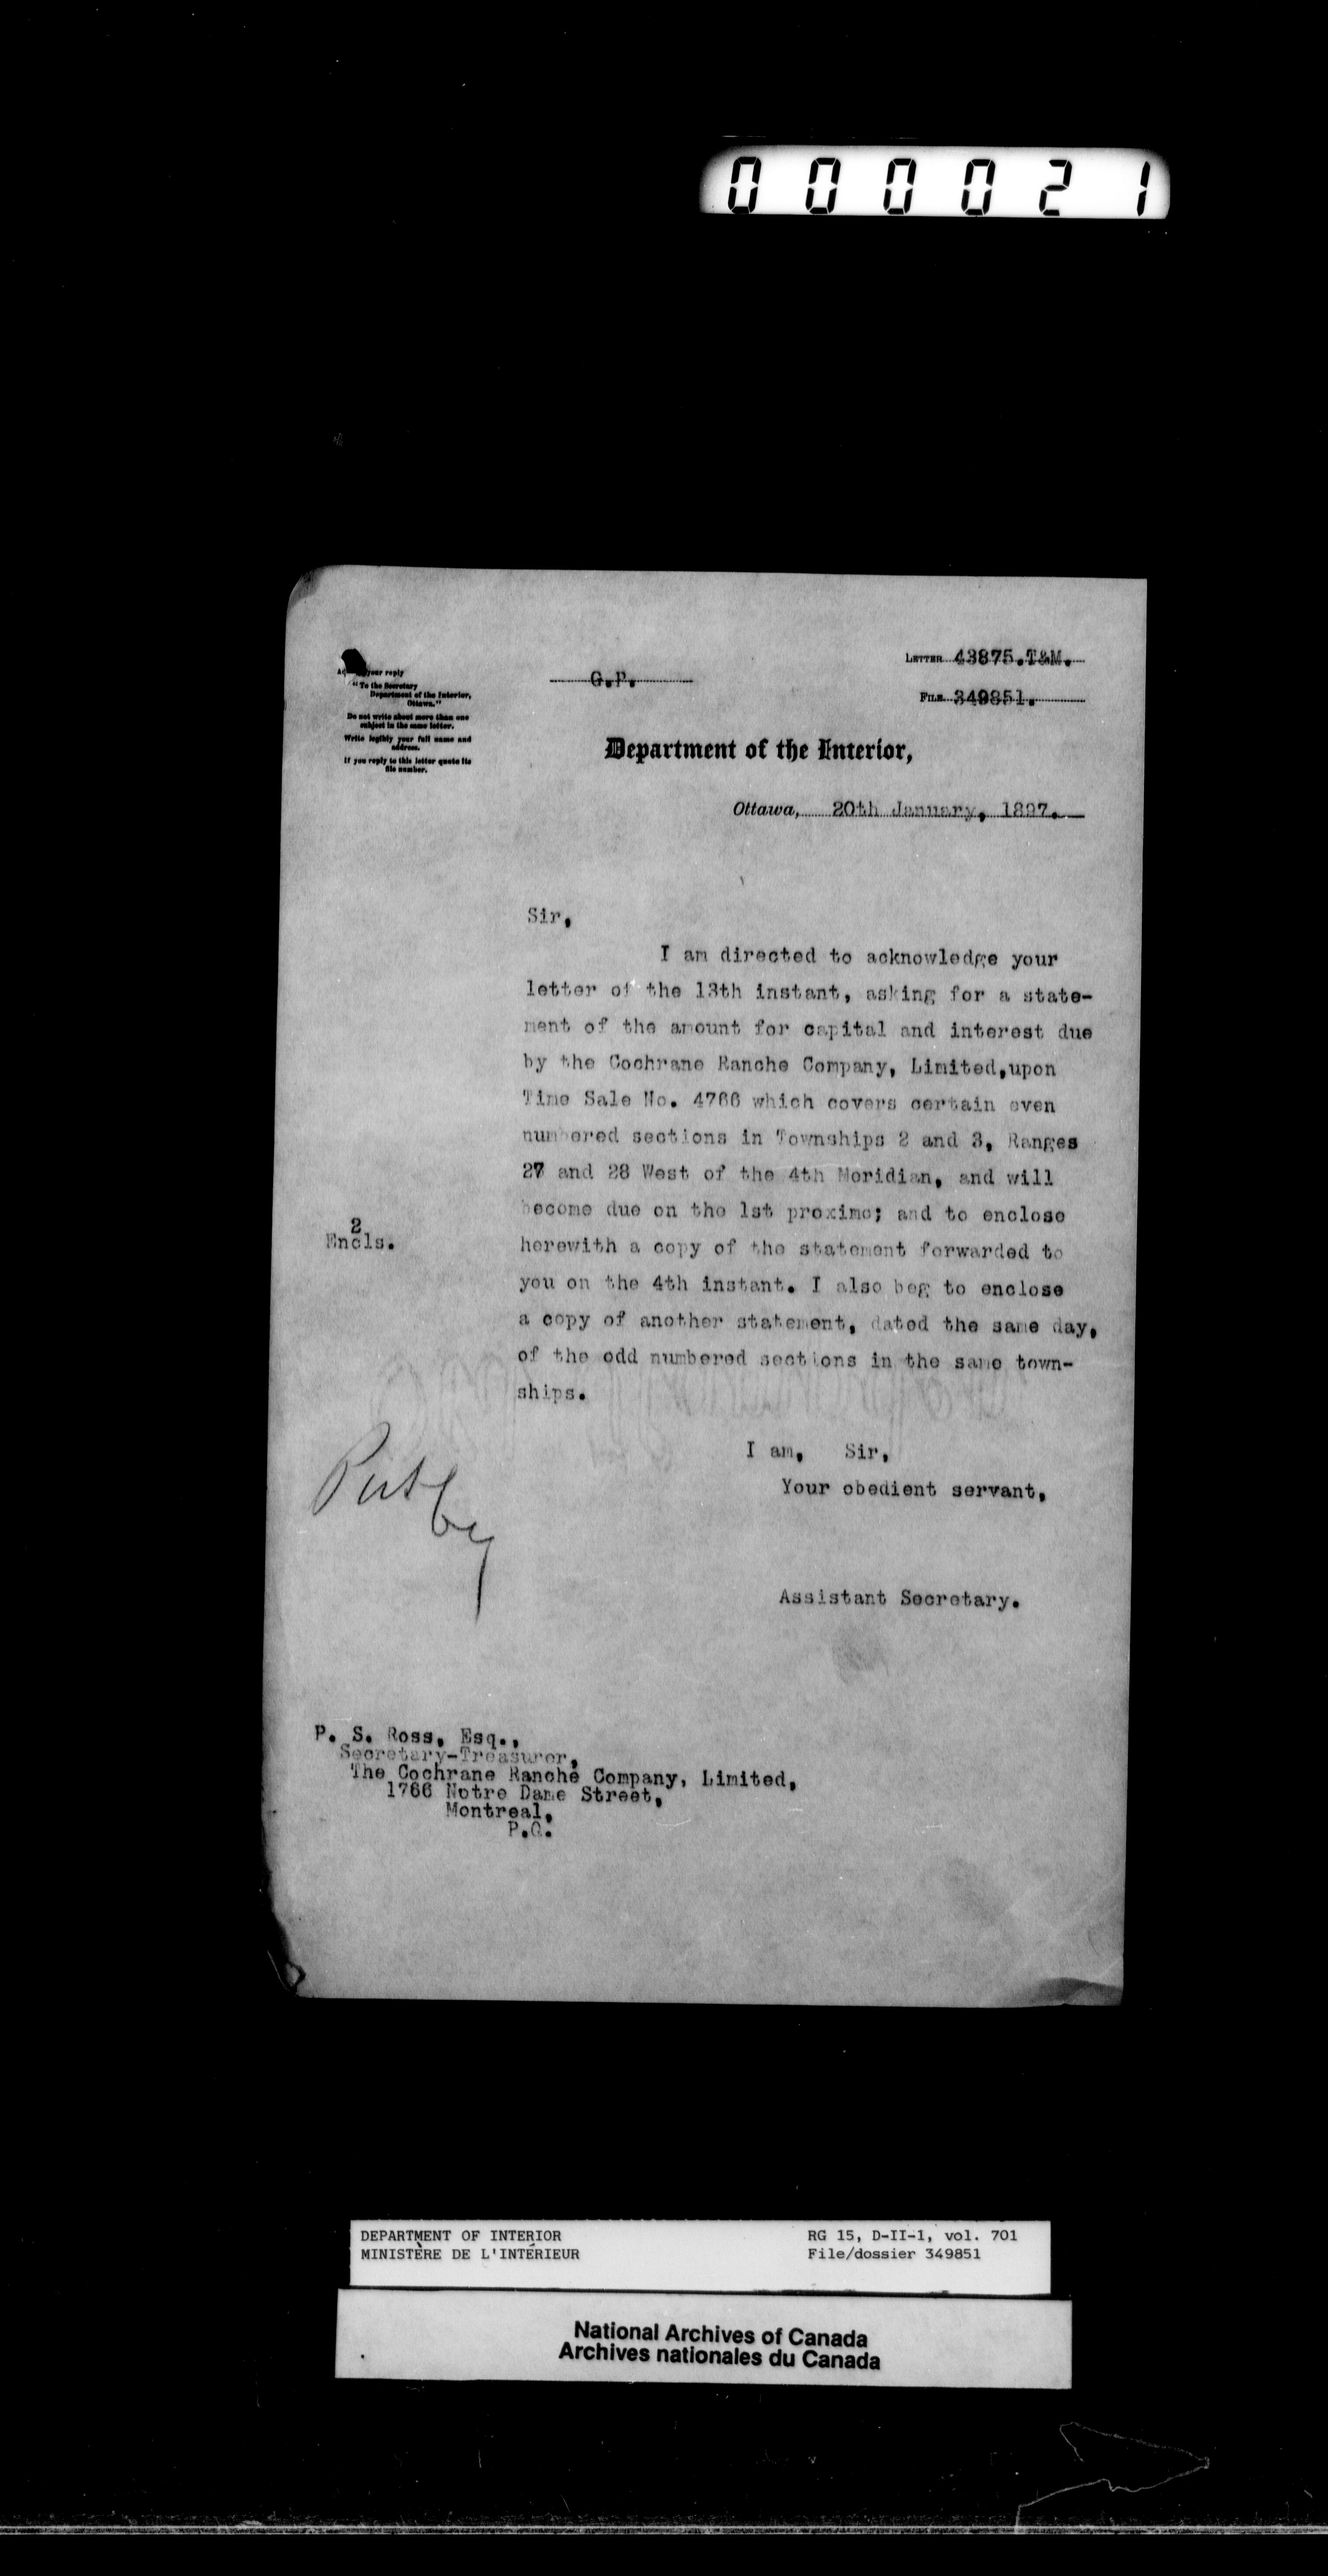 000021
Address your reply
"To the Secretary
Department of the Interior,
Ottawa."
Do not write about more than one
subject in the same letter.
Write legibly your full name and
address.
If you reply to this letter quote its
file number.
G.P.
LETTER 43875.T&M.
FILE 349851.
Department of the Interior,
Ottawa, 20th January, 1897.
Sir,
I am directed to acknowledge your
letter of the 13th instant, asking for a state-
ment of the amount for capital and interest due
by the Cochrane Ranche Company, Limited,upon
Time Sale No. 4766 which covers certain even
numbered sections in Townships 2 and 3, Ranges
27 and 28 West of the 4th Meridian, and will
become due on the 1st proximo; and to enclose
herewith a copy of the statement forwarded to
you on the 4th instant. I also beg to enclose
a copy of another statement, dated the same day,
of the odd numbered sections in the same town-
ships.
2
Encls.
I am, Sir,
Your obedient servant,
Put by
Assistant Secretary.
P. S. Ross, Esq.,
Secretary-Treasurer,
The Cochrane Ranche Company, Limited,
1766 Notre Dame Street,
Montreal,
P.Q.
DEPARTMENT OF INTERIOR
MINISTÈRE DE L'INTÉRIEUR
RG 15, D-II-1, vol. 701
File/dossier 349851
National Archives of Canada
Archives nationales du Canada